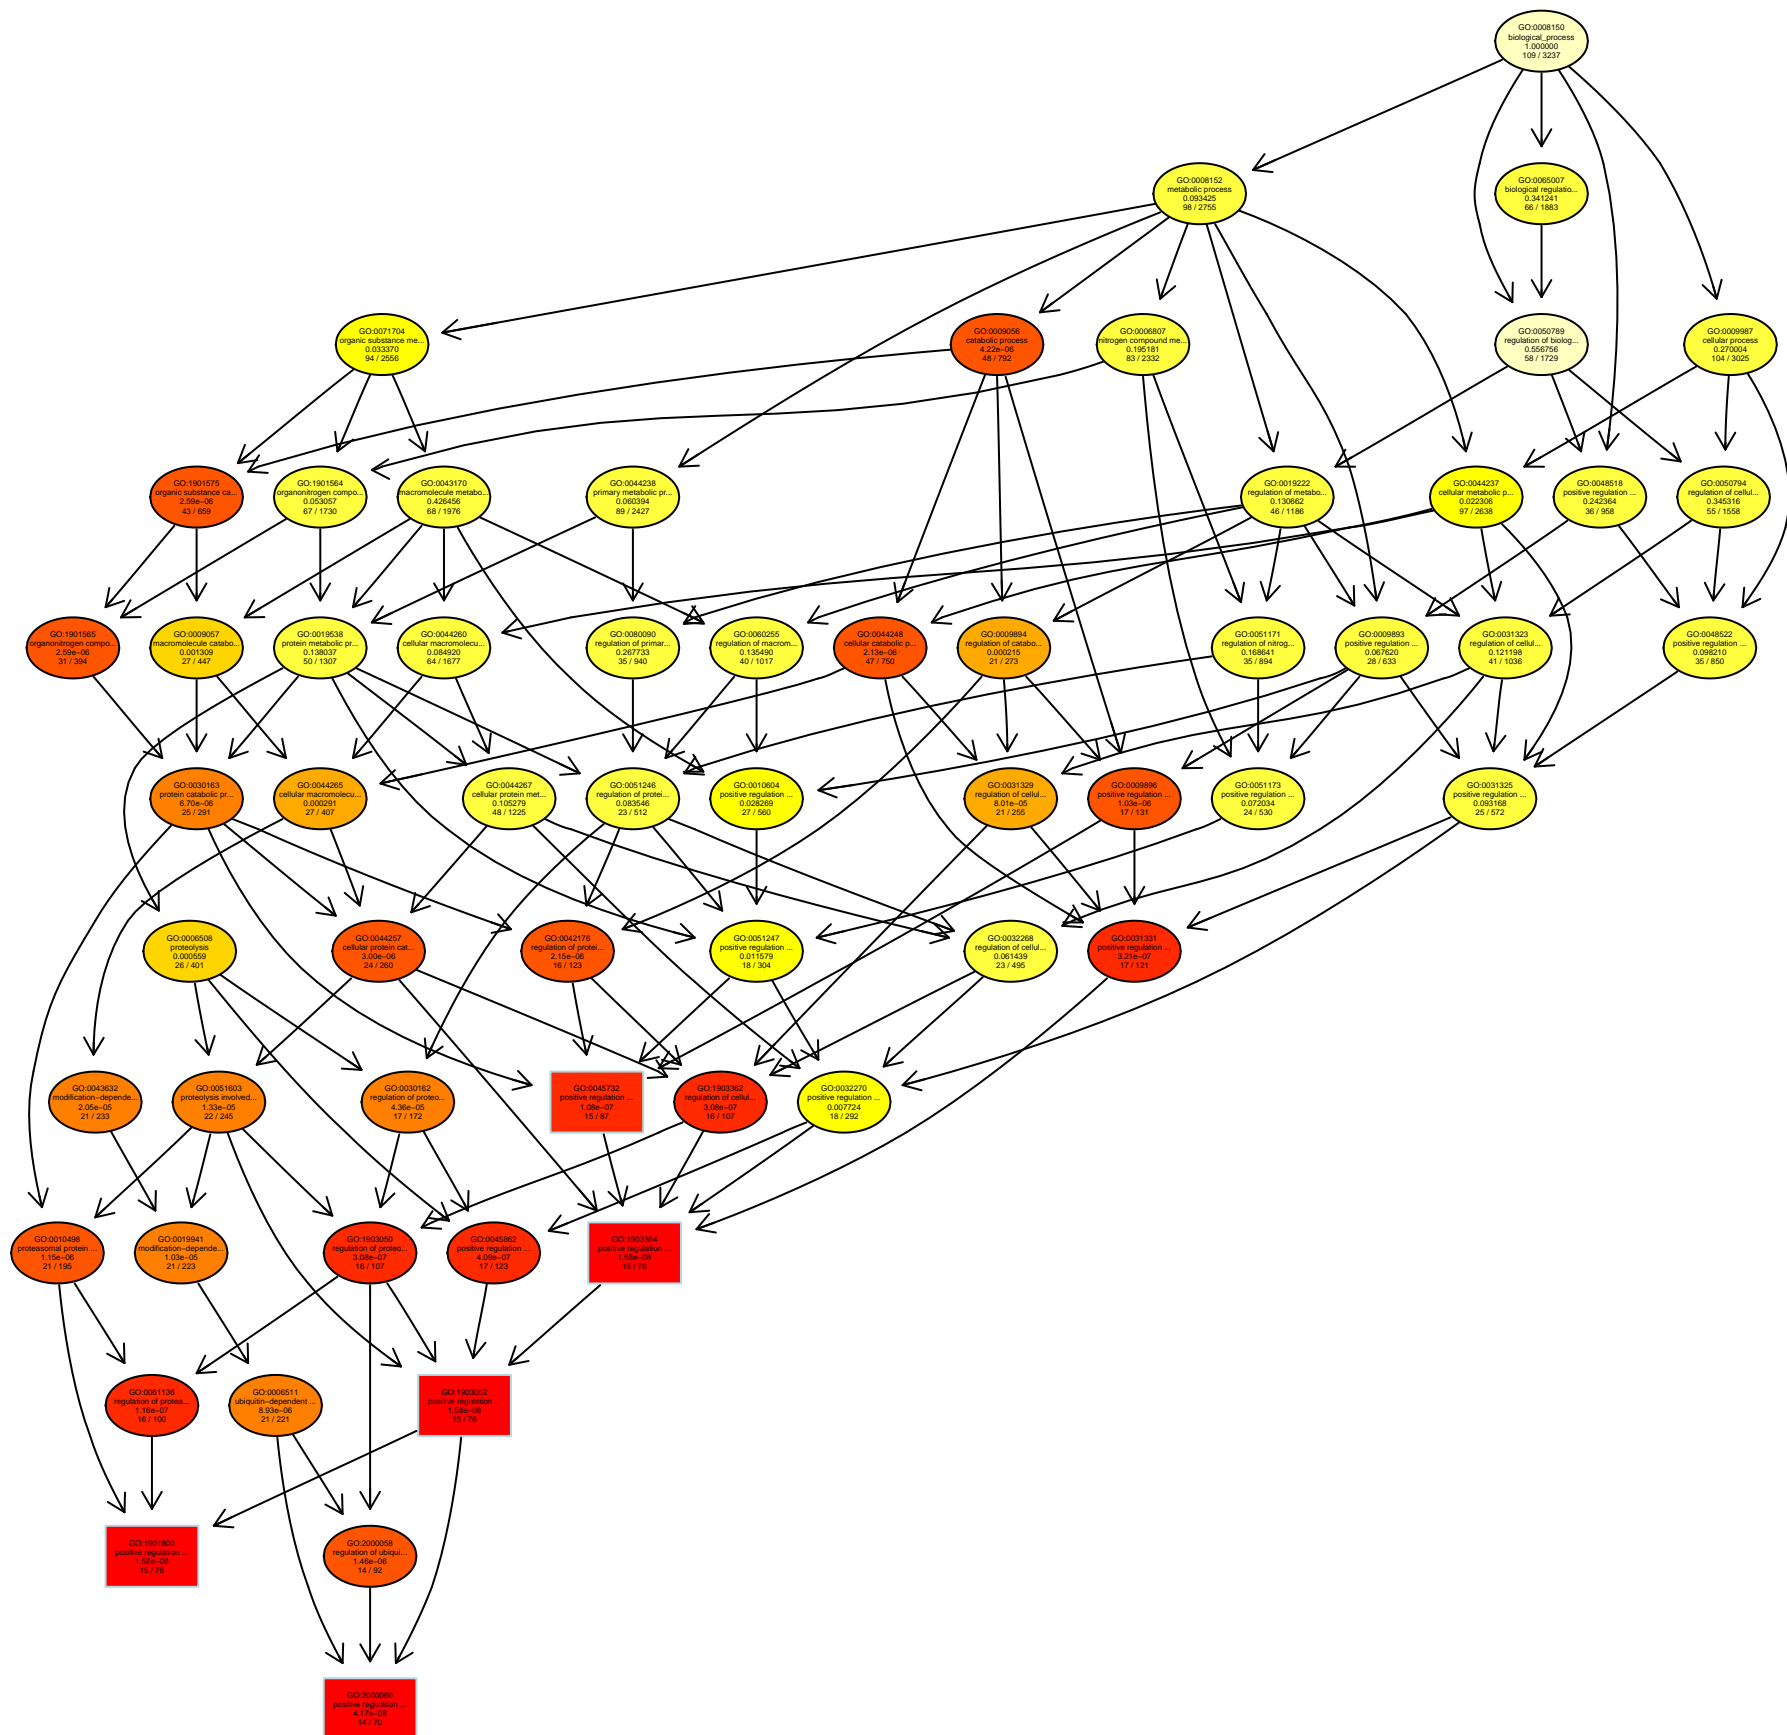 GO:0008150
biological_process
1.000000
109 / 3237
GO:0008152
metabolic process
0.093425
98 / 2755
GO:0065007
biological regulatio...
0.341241
66 / 1883
GO:0071704
organic substance me...
0.033370
94 / 2556
GO:0009056
catabolic process
4.22e−06
48 / 792
GO:0006807
nitrogen compound me...
0.195181
83 / 2332
GO:0050789
regulation of biolog...
0.556756
58 / 1729
GO:0009987
cellular process
0.270004
104 / 3025
GO:1901575
organic substance ca...
2.59e−06
43 / 659
GO:1901564
organonitrogen compo...
0.053057
67 / 1730
GO:0043170
macromolecule metabo...
0.426456
68 / 1976
GO:0044238
primary metabolic pr...
0.060394
89 / 2427
GO:0019222
regulation of metabo...
0.130662
46 / 1186
GO:0044237
cellular metabolic p...
0.022306
97 / 2638
GO:0048518
positive regulation ...
0.242364
36 / 958
GO:0050794
regulation of cellul...
0.345316
55 / 1558
GO:1901565
organonitrogen compo...
2.59e−06
31 / 394
GO:0009057
macromolecule catabo...
0.001309
27 / 447
GO:0019538
protein metabolic pr...
0.138037
50 / 1307
GO:0044260
cellular macromolecu...
0.084920
64 / 1677
GO:0080090
regulation of primar...
0.267733
35 / 940
GO:0060255
regulation of macrom...
0.135490
40 / 1017
GO:0044248
cellular catabolic p...
2.13e−06
47 / 750
GO:0009894
regulation of catabo...
0.000215
21 / 273
GO:0051171
regulation of nitrog...
0.168641
35 / 894
GO:0009893
positive regulation ...
0.067620
28 / 633
GO:0031323
regulation of cellul...
0.121198
41 / 1036
GO:0048522
positive regulation ...
0.098210
35 / 850
GO:0030163
protein catabolic pr...
6.70e−06
25 / 291
GO:0044265
cellular macromolecu...
0.000291
27 / 407
GO:0044267
cellular protein met...
0.105279
48 / 1225
GO:0051246
regulation of protei...
0.083546
23 / 512
GO:0010604
positive regulation ...
0.028269
27 / 560
GO:0031329
regulation of cellul...
8.01e−05
21 / 255
GO:0009896
positive regulation ...
1.03e−06
17 / 131
GO:0051173
positive regulation ...
0.072034
24 / 530
GO:0031325
positive regulation ...
0.093168
25 / 572
GO:0006508
proteolysis
0.000559
26 / 401
GO:0044257
cellular protein cat...
3.00e−06
24 / 260
GO:0042176
regulation of protei...
2.15e−06
16 / 123
GO:0051247
positive regulation ...
0.011579
18 / 304
GO:0032268
regulation of cellul...
0.061439
23 / 495
GO:0031331
positive regulation ...
3.21e−07
17 / 121
GO:0043632
modification−depende...
2.05e−05
21 / 233
GO:0051603
proteolysis involved...
1.33e−05
22 / 245
GO:0030162
regulation of proteo...
4.36e−05
17 / 172
GO:0045732
positive regulation ...
1.08e−07
15 / 87
GO:1903362
regulation of cellul...
3.08e−07
16 / 107
GO:0032270
positive regulation ...
0.007724
18 / 292
GO:0010498
proteasomal protein ...
1.15e−06
21 / 195
GO:0019941
modification−depende...
1.03e−05
21 / 223
GO:1903050
regulation of proteo...
3.08e−07
16 / 107
GO:0045862
positive regulation ...
4.09e−07
17 / 123
GO:1903364
positive regulation ...
1.58e−08
15 / 76
GO:0061136
regulation of protea...
1.16e−07
16 / 100
GO:0006511
ubiquitin−dependent ...
8.93e−06
21 / 221
GO:1903052
positive regulation ...
1.58e−08
15 / 76
GO:1901800
positive regulation ...
1.58e−08
15 / 76
GO:2000058
regulation of ubiqui...
1.46e−06
14 / 92
GO:2000060
positive regulation ...
4.17e−08
14 / 70